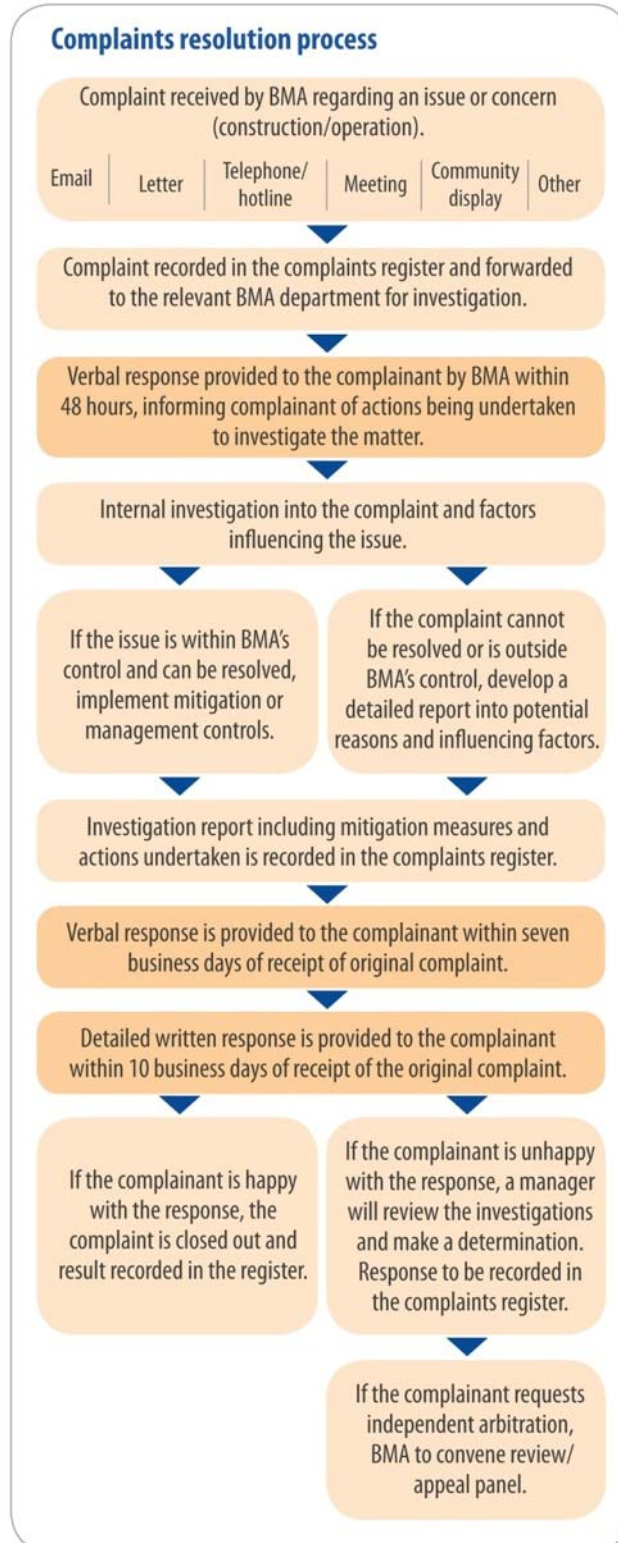 Complaints resolution process
Complaint received by BMA regarding an issue or concern
(construction/operation).
Email
Letter
Telephone/
hotline
Meeting
Community
display
Other
Complaint recorded in the complaints register and forwarded
to the relevant BMA department for investigation.
Verbal response provided to the complainant by BMA within
48 hours, informing complainant of actions being undertaken
to investigate the matter.
Internal investigation into the complaint and factors
influencing the issue.
If the issue is within BMA's
control and can be resolved,
implement mitigation or
management controls.
If the complaint cannot
be resolved or is outside
BMA's control, develop a
detailed report into potential
reasons and influencing factors.
Investigation report including mitigation measures and
actions undertaken is recorded in the complaints register.
Verbal response is provided to the complainant within seven
business days of receipt of original complaint.
Detailed written response is provided to the complainant
within 10 business days of receipt of the original complaint.
If the complainant is happy
with the response, the
complaint is closed out and
result recorded in the register.
If the complainant is unhappy
with the response, a manager
will review the investigations
and make a determination.
Response to be recorded in
the complaints register.
If the complainant requests
independent arbitration,
BMA to convene review/
appeal panel.